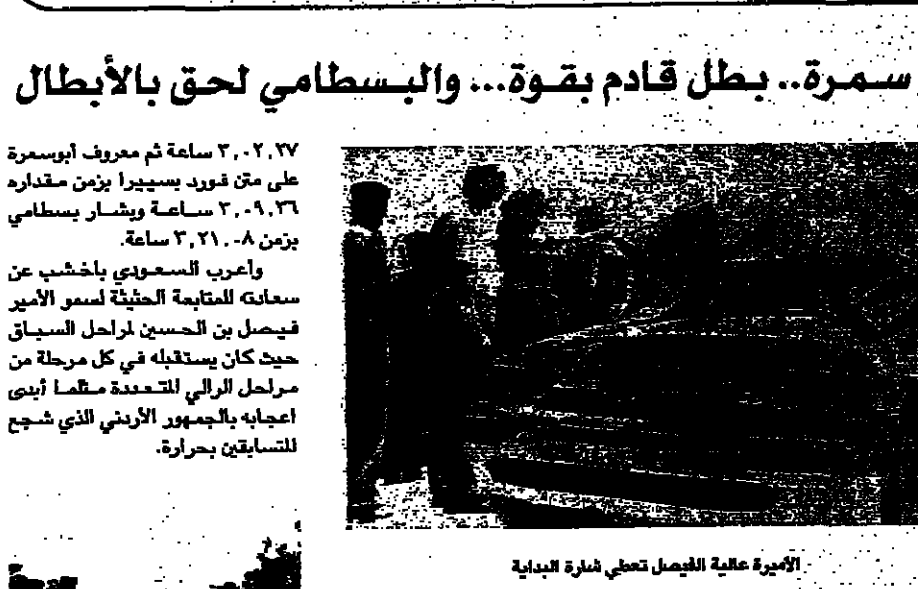 سمرة.. بطل قادم بقوة... والبسطامي لحق بالأبطال
٣,٠٢,٢٧ ساعة ثم معروف أبوسمرة
على متن فورد بسييرا بزمن مقداره
٣,٠٩,٢٦ ساعة وبشار بسطامي
بزمن ٣,٢١,٠٨ ساعة.
واعرب السعودي باخشب عن
سعادته للمتابعة الحثيثة لسمو الأمير
فيصل بن الحسين لمراحل السباق
حيث كان يستقبله في كل مرحلة من
مراحل الرالي المتعددة مثلما أبدى
اعجابه بالجمهور الأردني الذي شجع
المتسابقين بحرارة.
الأميرة عالية الفيصل تعطي شارة البداية